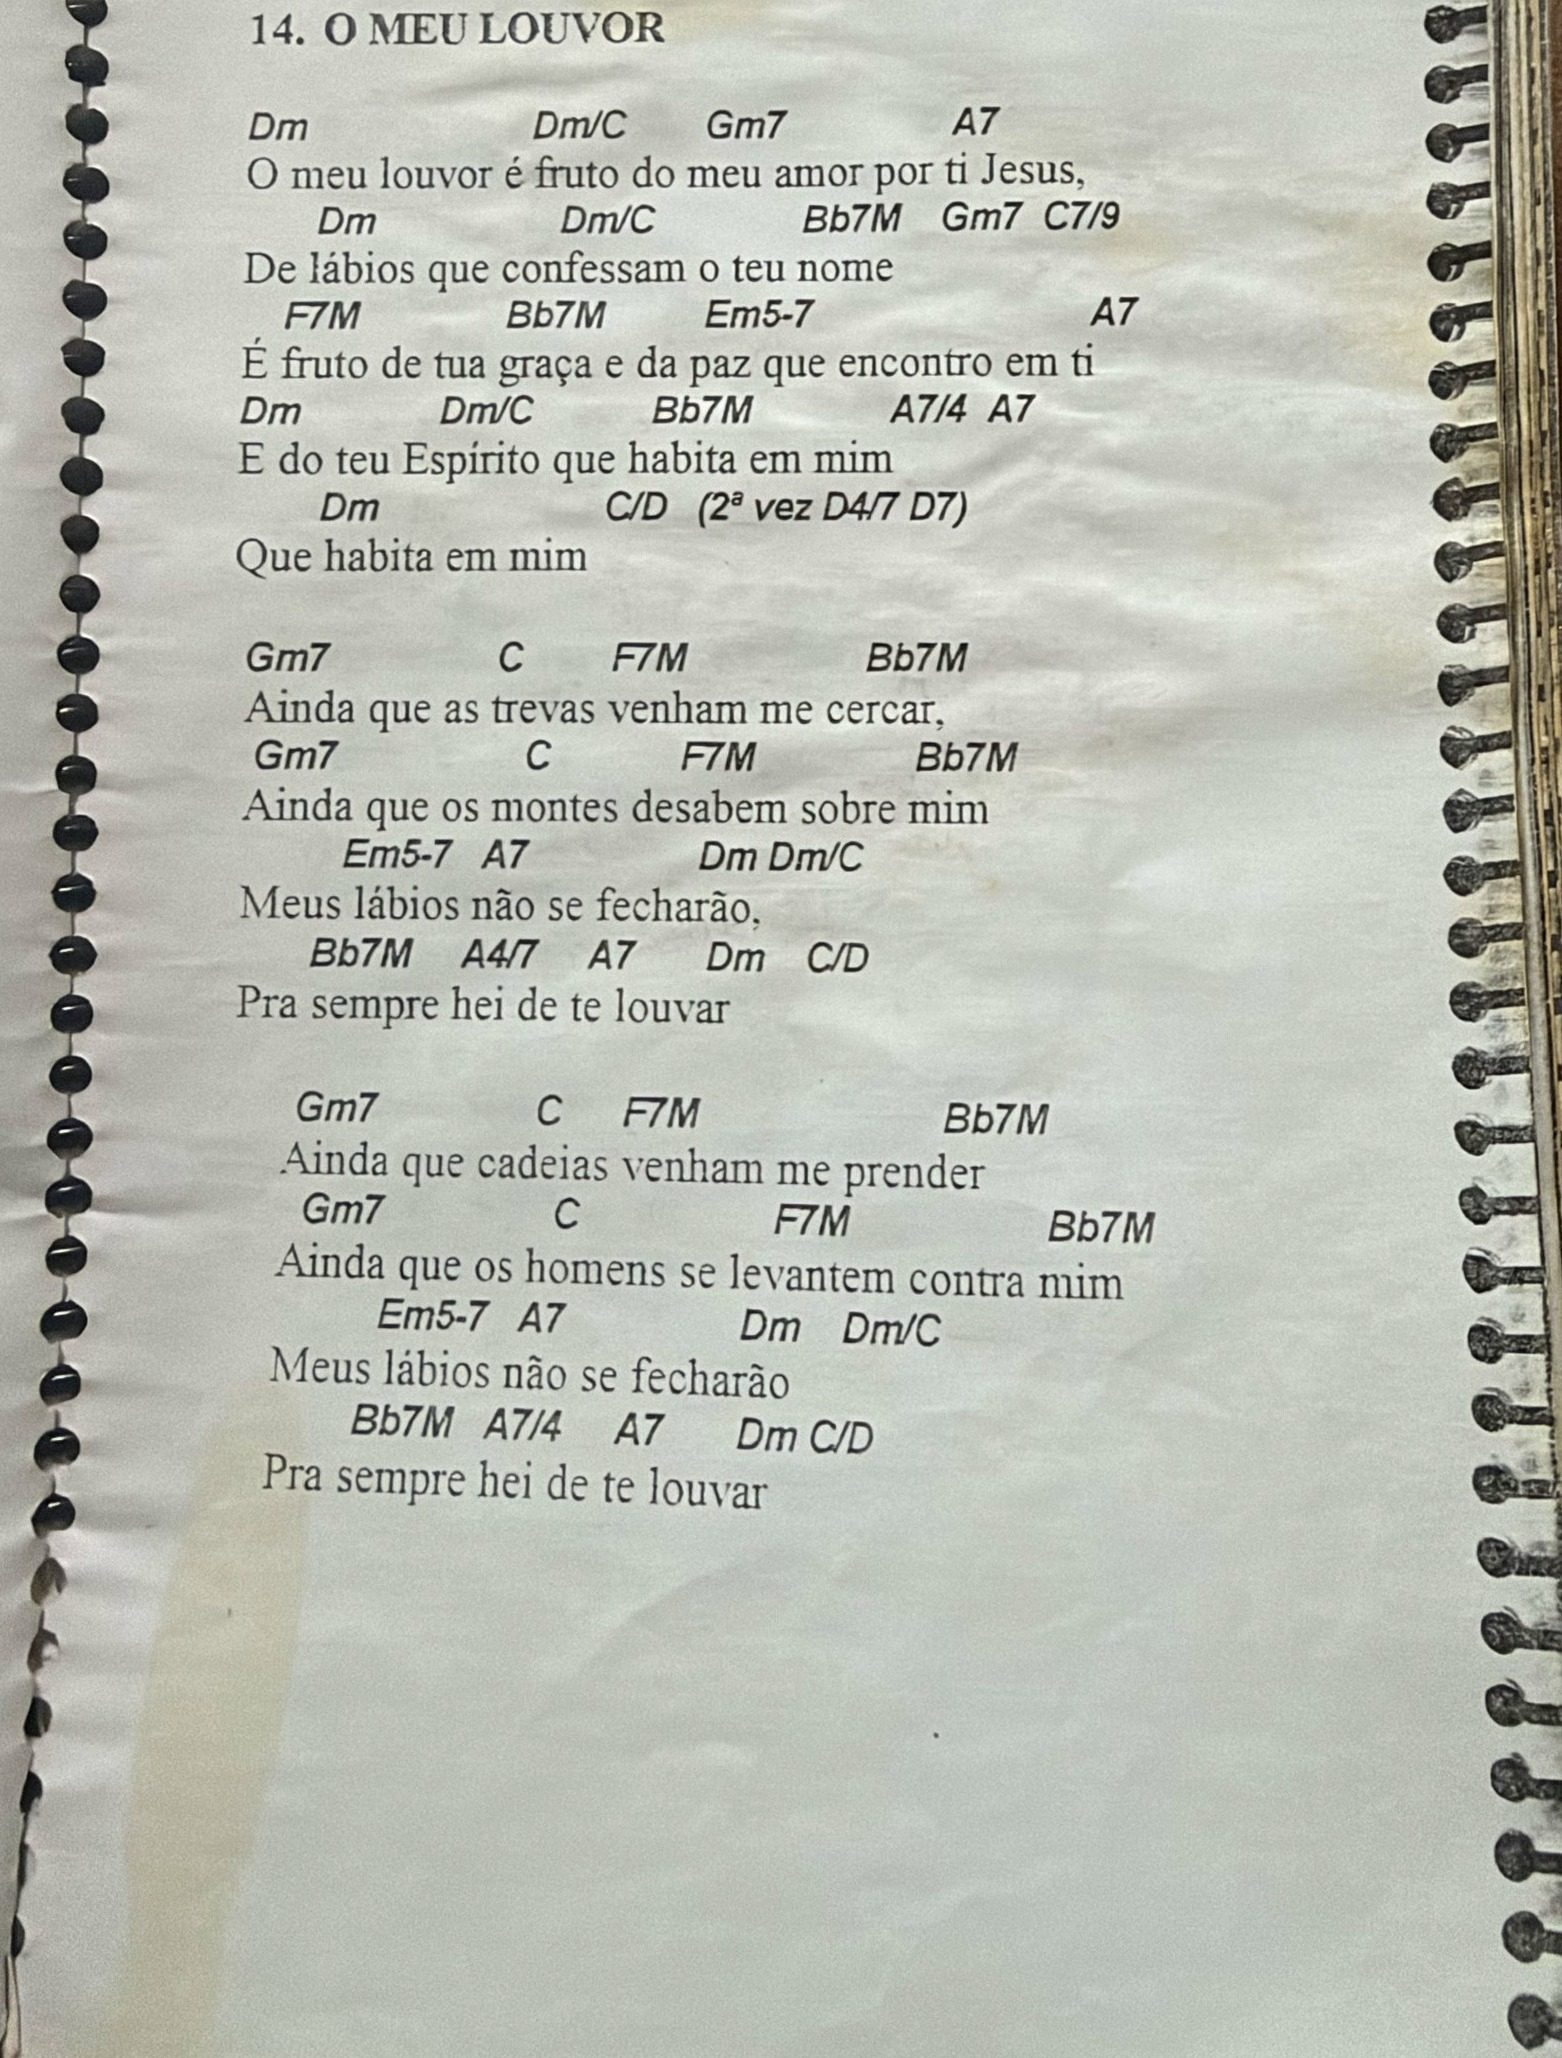 14. O MEU LOUVOR
Dm Dm/C Gm7 A7
O meu louvor é fruto do meu amor por ti Jesus,
Dm Dm/C Bb7M Gm7 C7/9
De lábios que confessam o teu nome
F7M Bb7M Em5-7 A7
É fruto de tua graça e da paz que encontro em ti
Dm Dm/C Bb7M A7/4 A7
E do teu Espírito que habita em mim
Dm C/D (2ª vez D4/7 D7)
Que habita em mim
Gm7 C F7M Bb7M
Ainda que as trevas venham me cercar,
Gm7 C F7M Bb7M
Ainda que os montes desabem sobre mim
Em5-7 A7 Dm Dm/C
Meus lábios não se fecharão,
Bb7M A4/7 A7 Dm C/D
Pra sempre hei de te louvar
Gm7 C F7M Bb7M
Ainda que cadeias venham me prender
Gm7 C F7M Bb7M
Ainda que os homens se levantem contra mim
Em5-7 A7 Dm Dm/C
Meus lábios não se fecharão
Bb7M A7/4 A7 Dm C/D
Pra sempre hei de te louvar